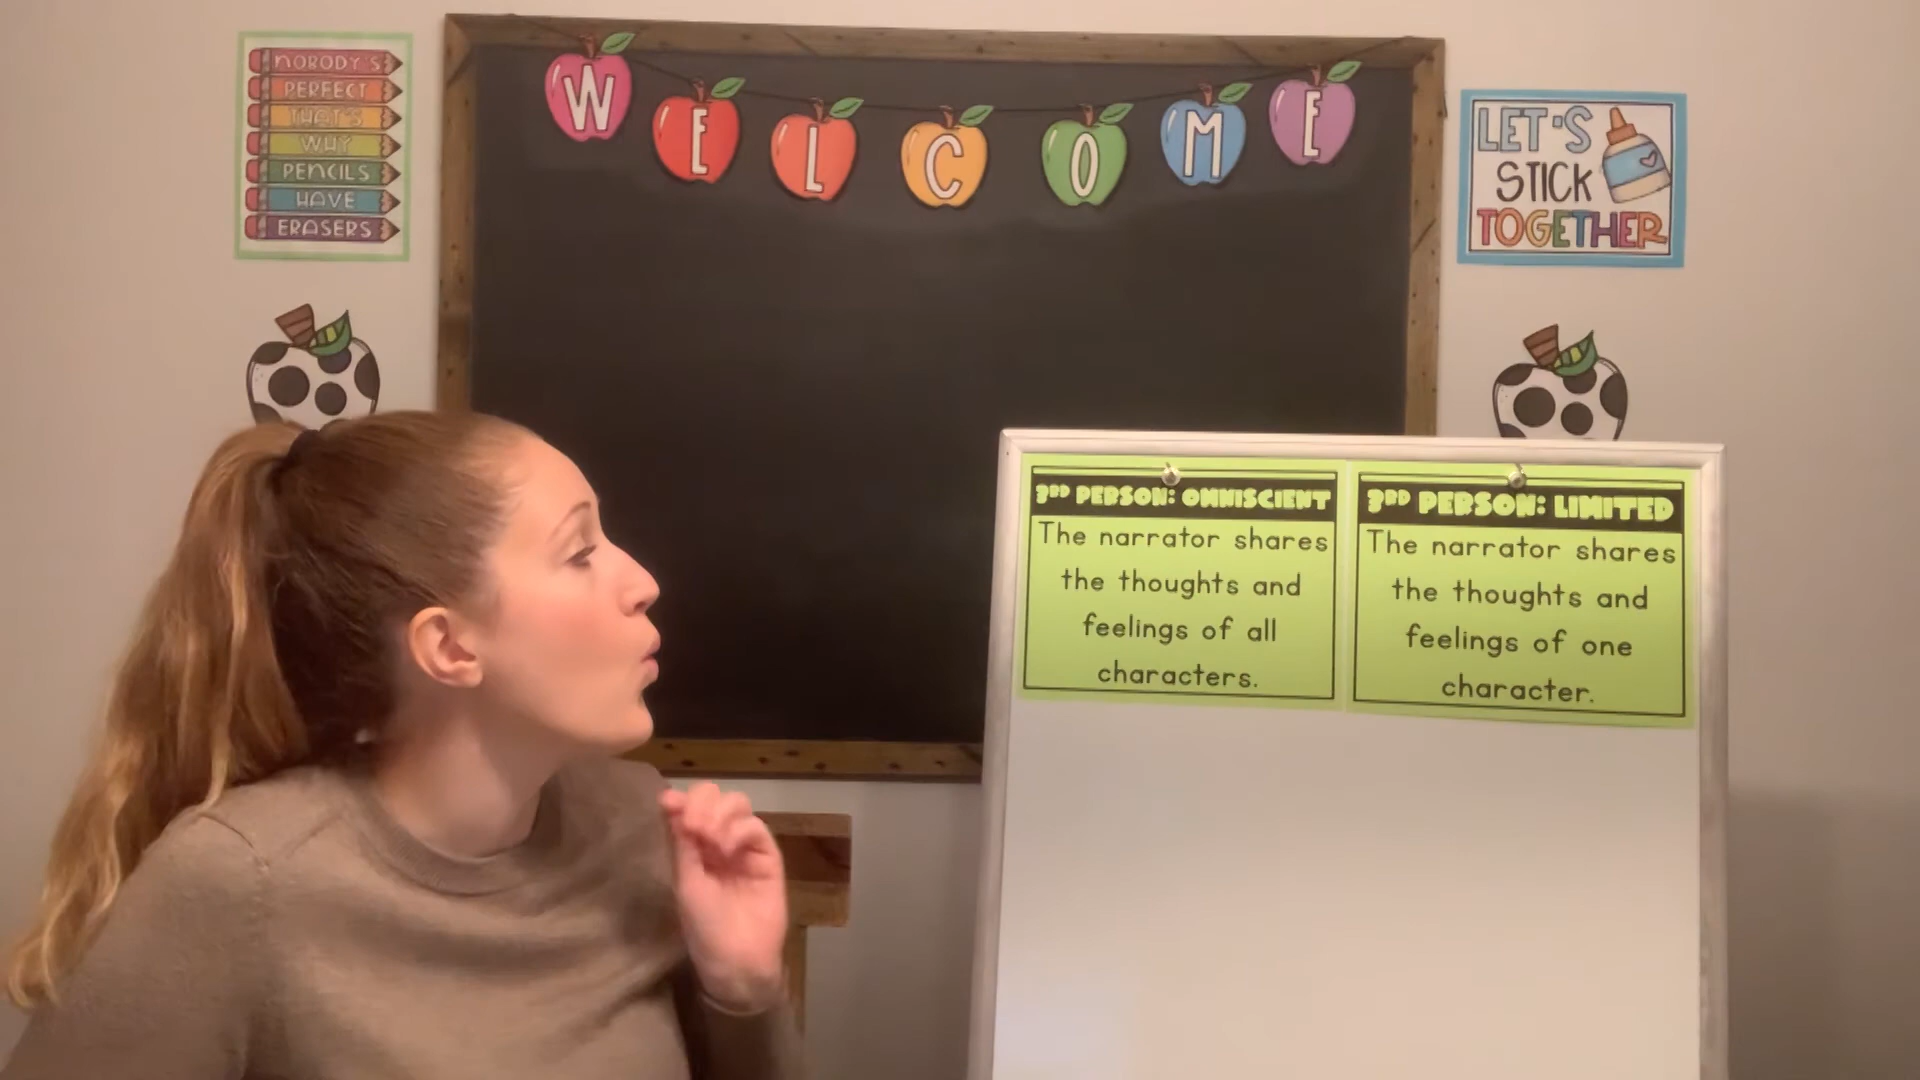 NOBODY'S
PERFECT
THAT'S
WHY
PENCILS
HAVE
ERASERS
WELCOME
LET'S
STICK
TOGETHER
3RD PERSON: OMNISCIENT
The narrator shares
the thoughts and
feelings of all
characters.
3RD PERSON: LIMITED
The narrator shares
the thoughts and
feelings of one
character.